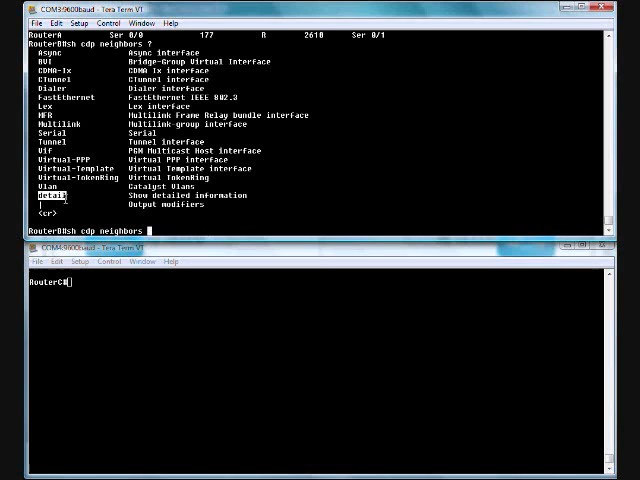 COM3:9600baud - Tera Term VT
File Edit Setup Control Window Help
RouterA Ser 0/0 177 R 2610 Ser 0/1
RouterB#sh cdp neighbors ?
Async Async interface
BVI Bridge-Group Virtual Interface
CDMA-Ix CDMA Ix interface
CTunnel CTunnel interface
Dialer Dialer interface
FastEthernet FastEthernet IEEE 802.3
Lex Lex interface
MFR Multilink Frame Relay bundle interface
Multilink Multilink-group interface
Serial Serial
Tunnel Tunnel interface
Vif PGM Multicast Host interface
Virtual-PPP Virtual PPP interface
Virtual-Template Virtual Template interface
Virtual-TokenRing Virtual TokenRing
Vlan Catalyst Vlans
detail Show detailed information
| Output modifiers
<cr>
RouterB#sh cdp neighbors
COM4:9600baud - Tera Term VT
File Edit Setup Control Window Help
RouterC#